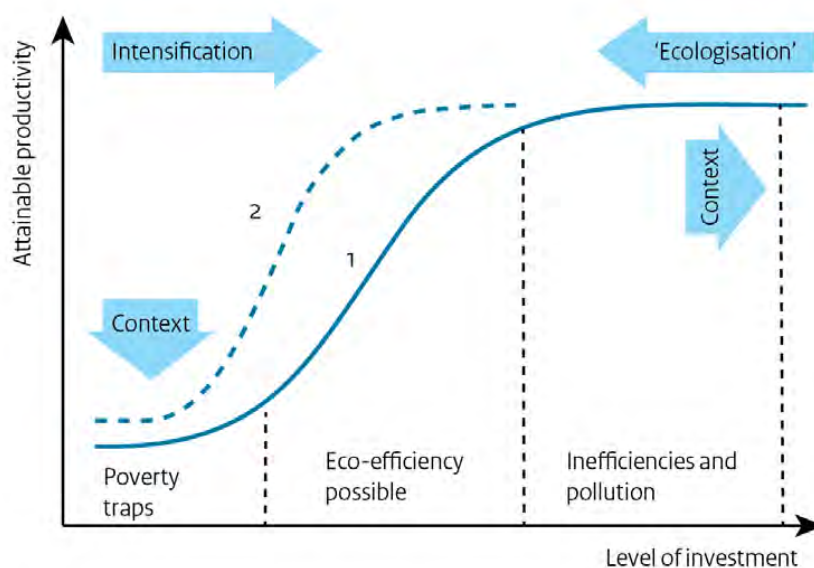 Intensification
'Ecologisation'
Attainable productivity
Context
2
1
Context
Poverty
traps
Eco-efficiency
possible
Inefficiencies and
pollution
Level of investment